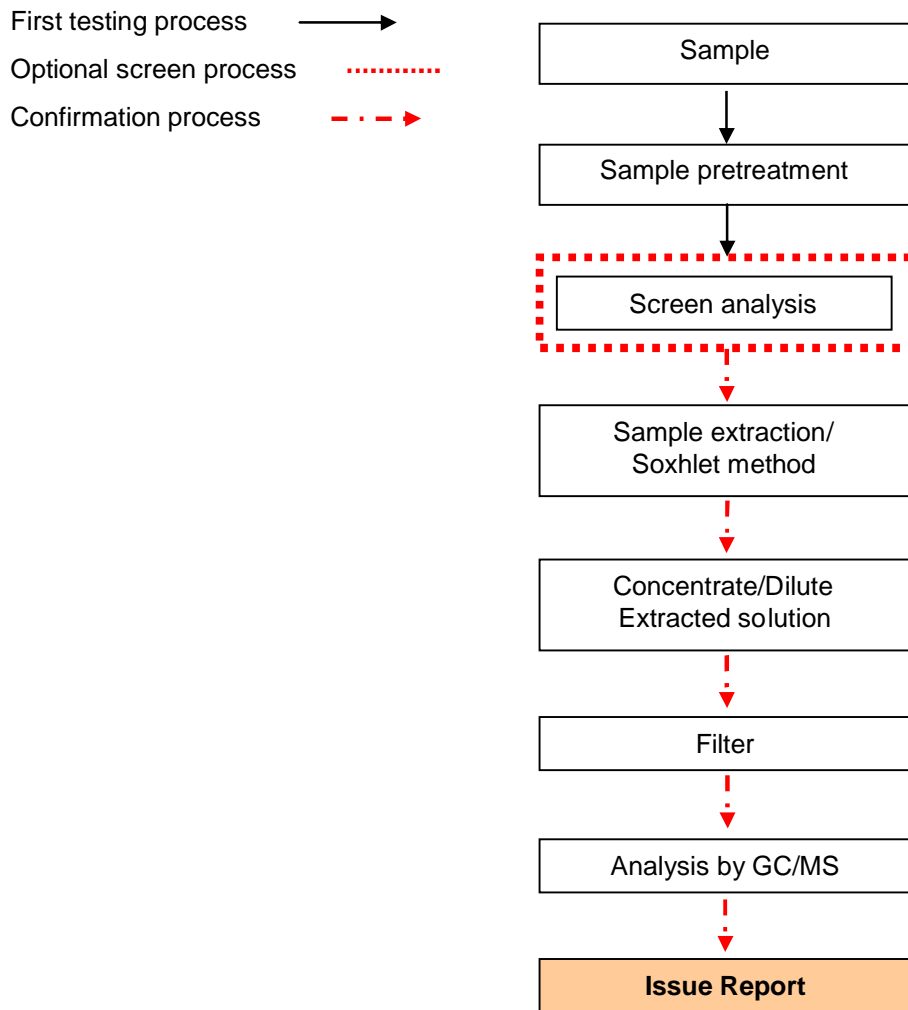 First testing process
Optional screen process
Confirmation process
Sample
Sample pretreatment
Screen analysis
Sample extraction/
Soxhlet method
Concentrate/Dilute
Extracted solution
Filter
Analysis by GC/MS
Issue Report